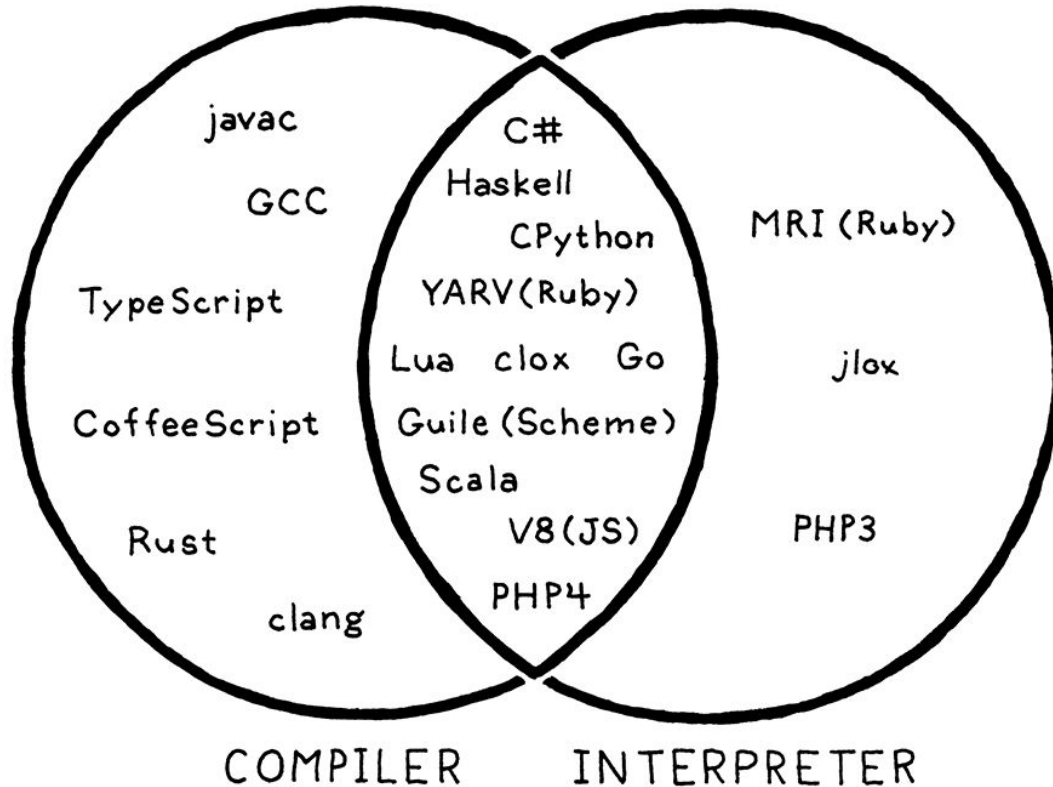 javac
GCC
TypeScript
CoffeeScript
Rust
clang
C#
Haskell
CPython
YARV (Ruby)
Lua clox Go
Guile (Scheme)
Scala
V8 (JS)
PHP4
MRI (Ruby)
jlox
PHP3
COMPILER INTERPRETER